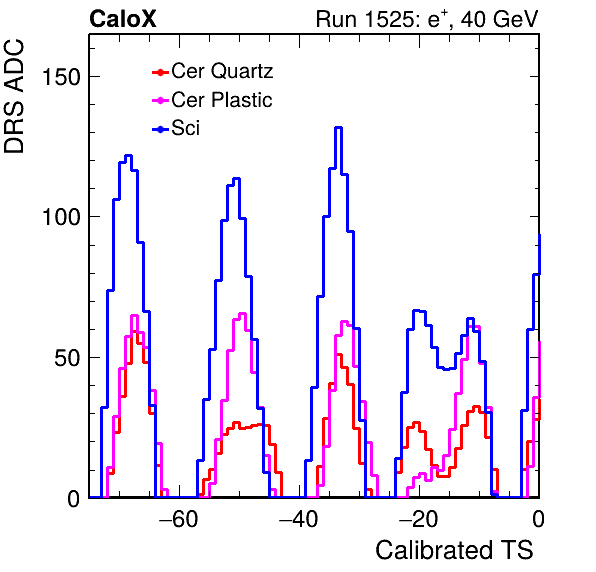 CaloX Run 1525: e⁺, 40 GeV
DRS ADC
Cer Quartz
Cer Plastic
Sci
150
100
50
0
−60 −40 −20 0
Calibrated TS